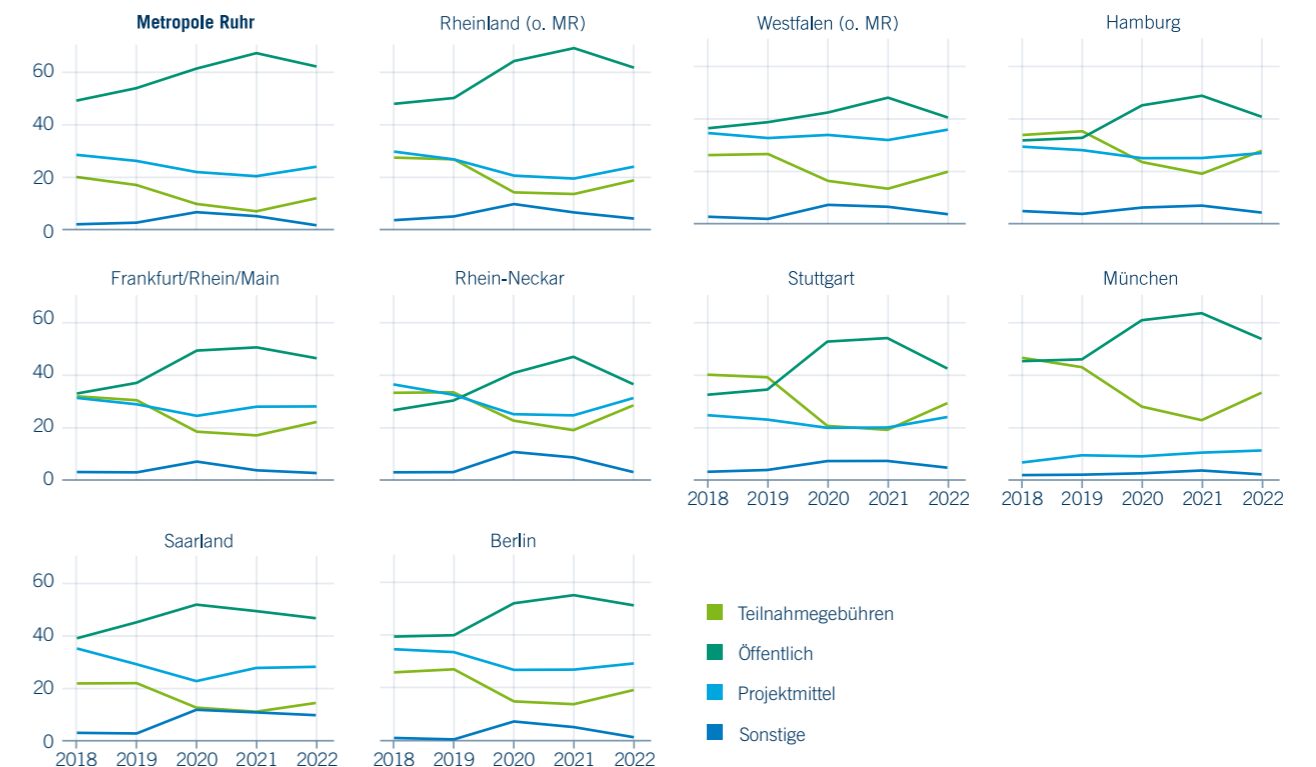 Metropole Ruhr
Rheinland (o. MR)
Westfalen (o. MR)
Hamburg
60
40
20
0
Frankfurt/Rhein/Main
Rhein-Neckar
Stuttgart
München
60
40
20
0
2018 2019 2020 2021 2022
2018 2019 2020 2021 2022
Saarland
Berlin
60
40
20
0
2018 2019 2020 2021 2022
2018 2019 2020 2021 2022
Teilnahmegebühren
Öffentlich
Projektmittel
Sonstige